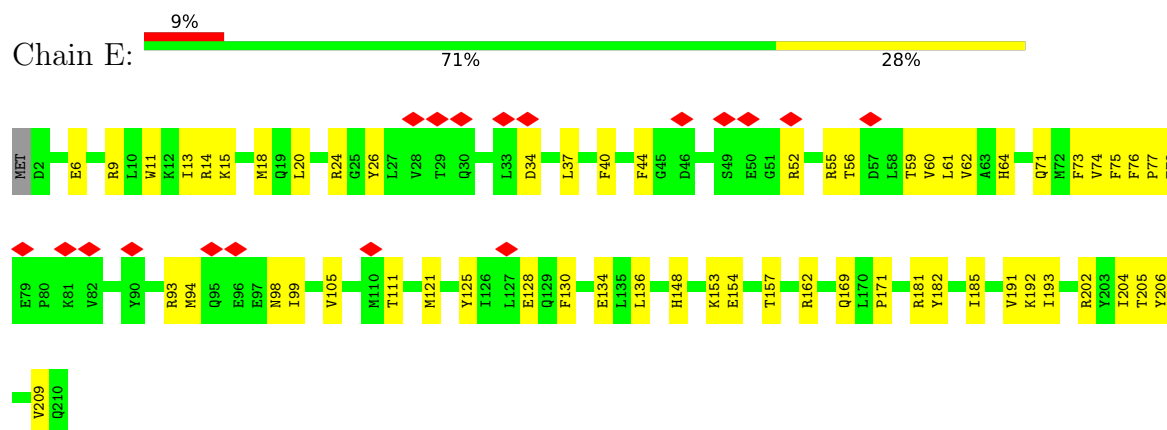 9%
Chain E:
71% 28%
MET D2 E6 R9 L10 W11 K12 I13 R14 K15 M18 Q19 L20 R24 G25 Y26 L27 V28 T29 Q30 L33 D34 L37 F40 F44 G45 D46 S49 E50 G51 R52 R55 T56 D57 L58 T59 V60 L61 V62 A63 H64 Q71 M72 F73 V74 F75 F76 P77
E79 P80 K81 V82 Y90 R93 M94 Q95 E96 E97 N98 I99 V105 M110 T111 M121 Y125 I126 L127 E128 Q129 F130 E134 L135 L136 H148 K153 E154 T157 R162 Q169 L170 P171 R181 Y182 I185 V191 K192 I193 R202 Y203 I204 T205 Y206
V209 Q210